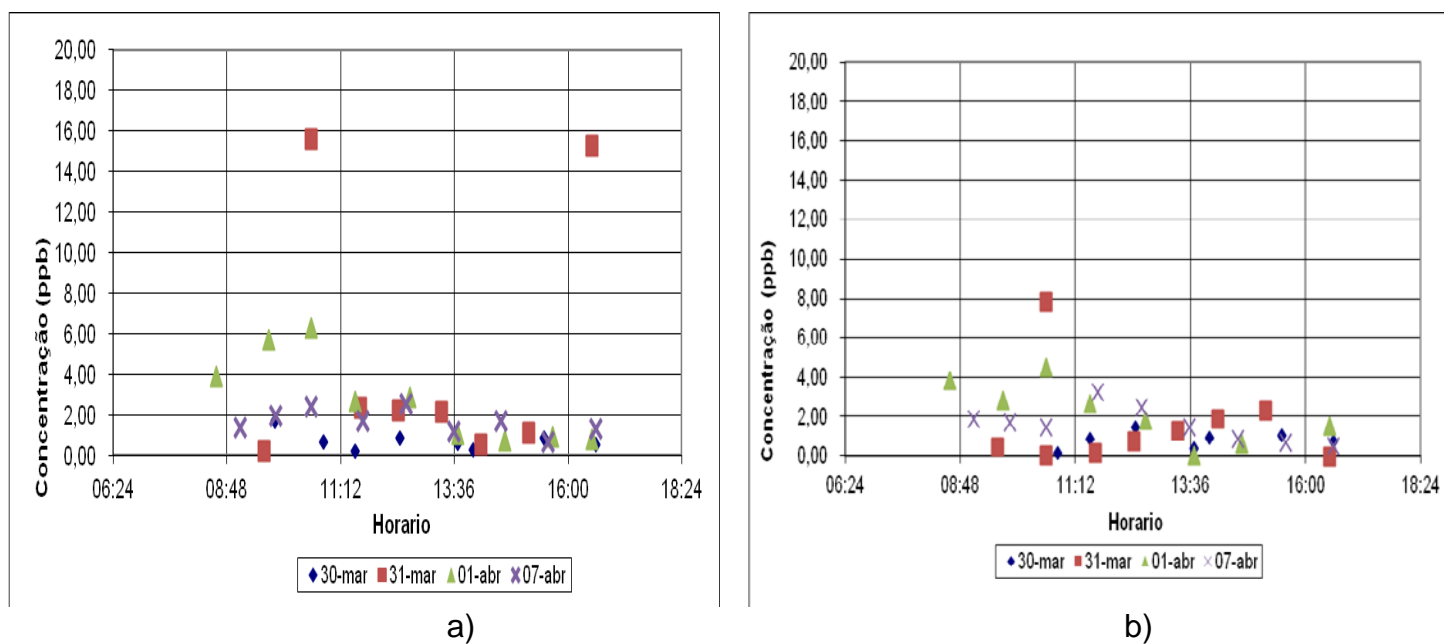 20,00
18,00
16,00
14,00
12,00
10,00
8,00
6,00
4,00
2,00
0,00
Concentração (ppb)
06:24 08:48 11:12 13:36 16:00 18:24
Horario
30-mar 31-mar 01-abr 07-abr
a)
20,00
18,00
16,00
14,00
12,00
10,00
8,00
6,00
4,00
2,00
0,00
Concentração (ppb)
06:24 08:48 11:12 13:36 16:00 18:24
Horario
30-mar 31-mar 01-abr 07-abr
b)